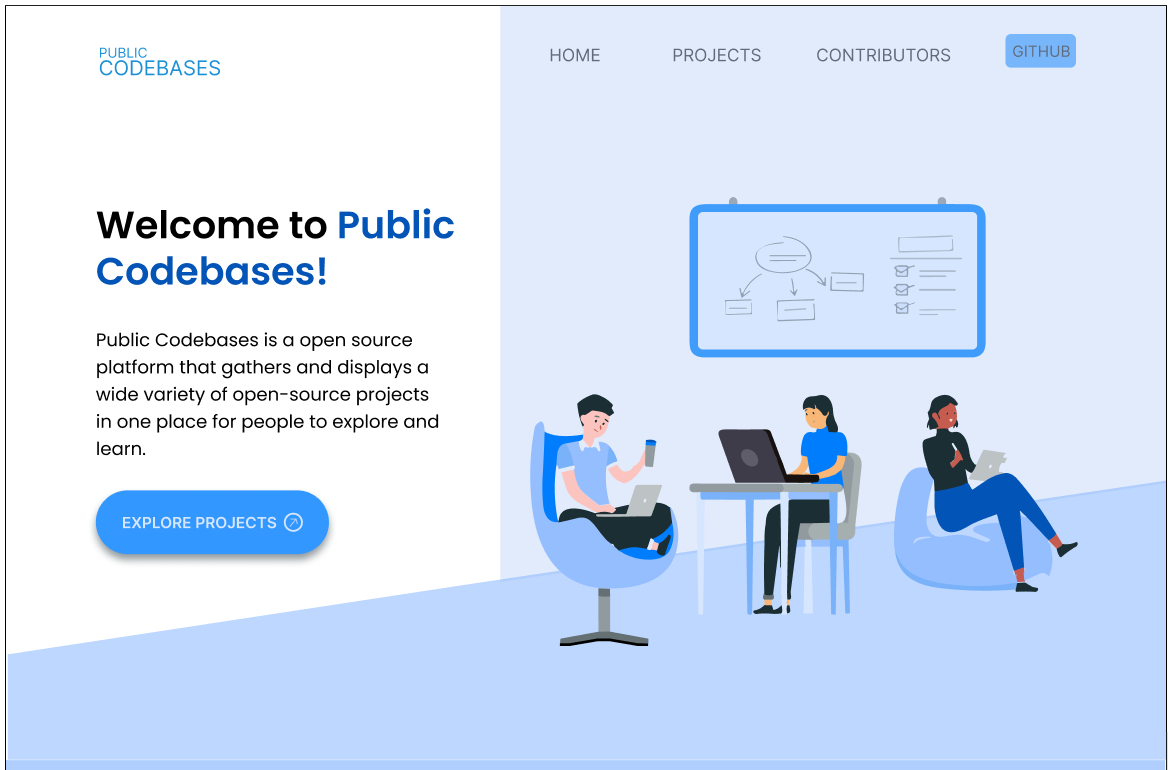 PUBLIC
CODEBASES
HOME
PROJECTS
CONTRIBUTORS
GITHUB
Welcome to Public
Codebases!
Public Codebases is a open source
platform that gathers and displays a
wide variety of open-source projects
in one place for people to explore and
learn.
EXPLORE PROJECTS